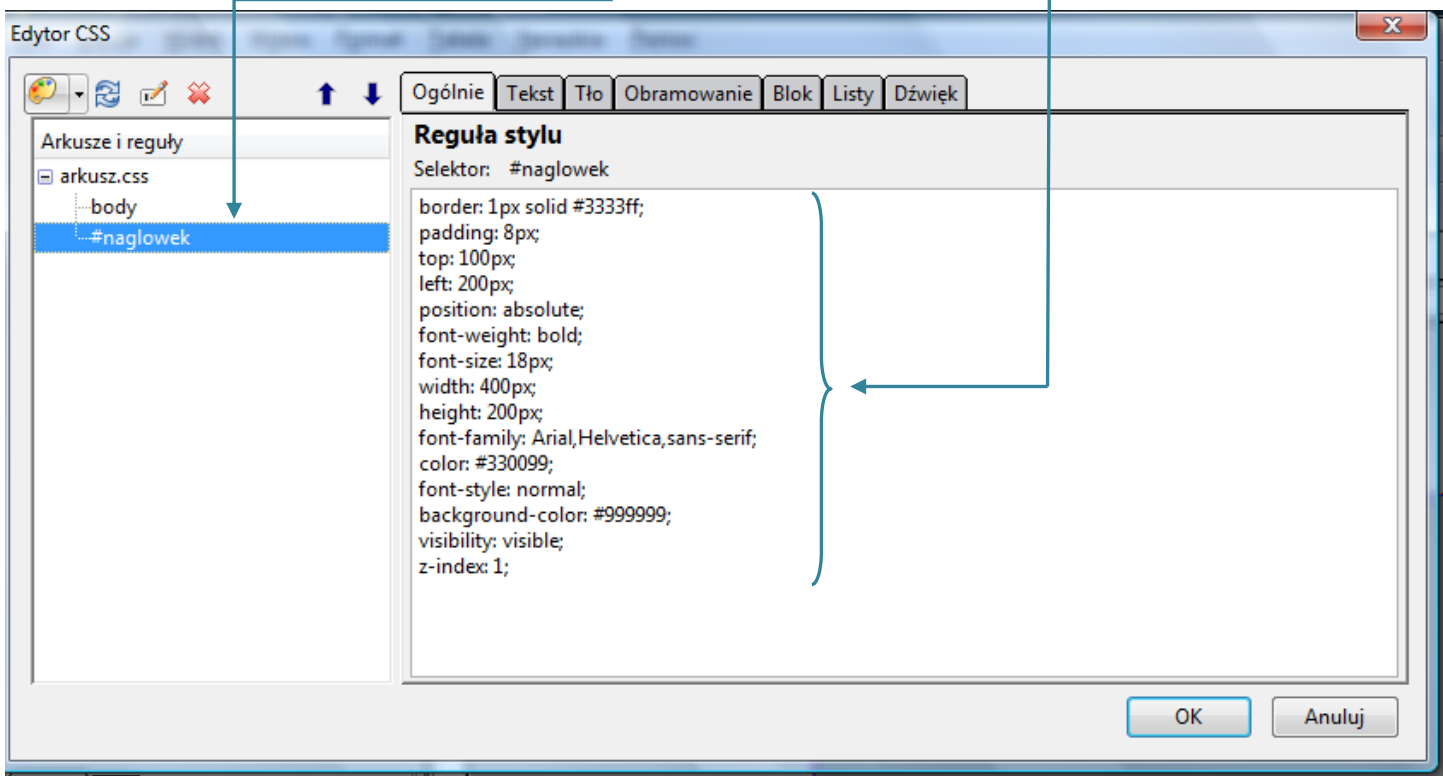 Edytor CSS
Ogólnie Tekst Tło Obramowanie Blok Listy Dźwięk
Arkusze i reguły
arkusz.css
body
#naglowek
Reguła stylu
Selektor: #naglowek
border: 1px solid #3333ff;
padding: 8px;
top: 100px;
left: 200px;
position: absolute;
font-weight: bold;
font-size: 18px;
width: 400px;
height: 200px;
font-family: Arial,Helvetica,sans-serif;
color: #330099;
font-style: normal;
background-color: #999999;
visibility: visible;
z-index: 1;
OK Anuluj